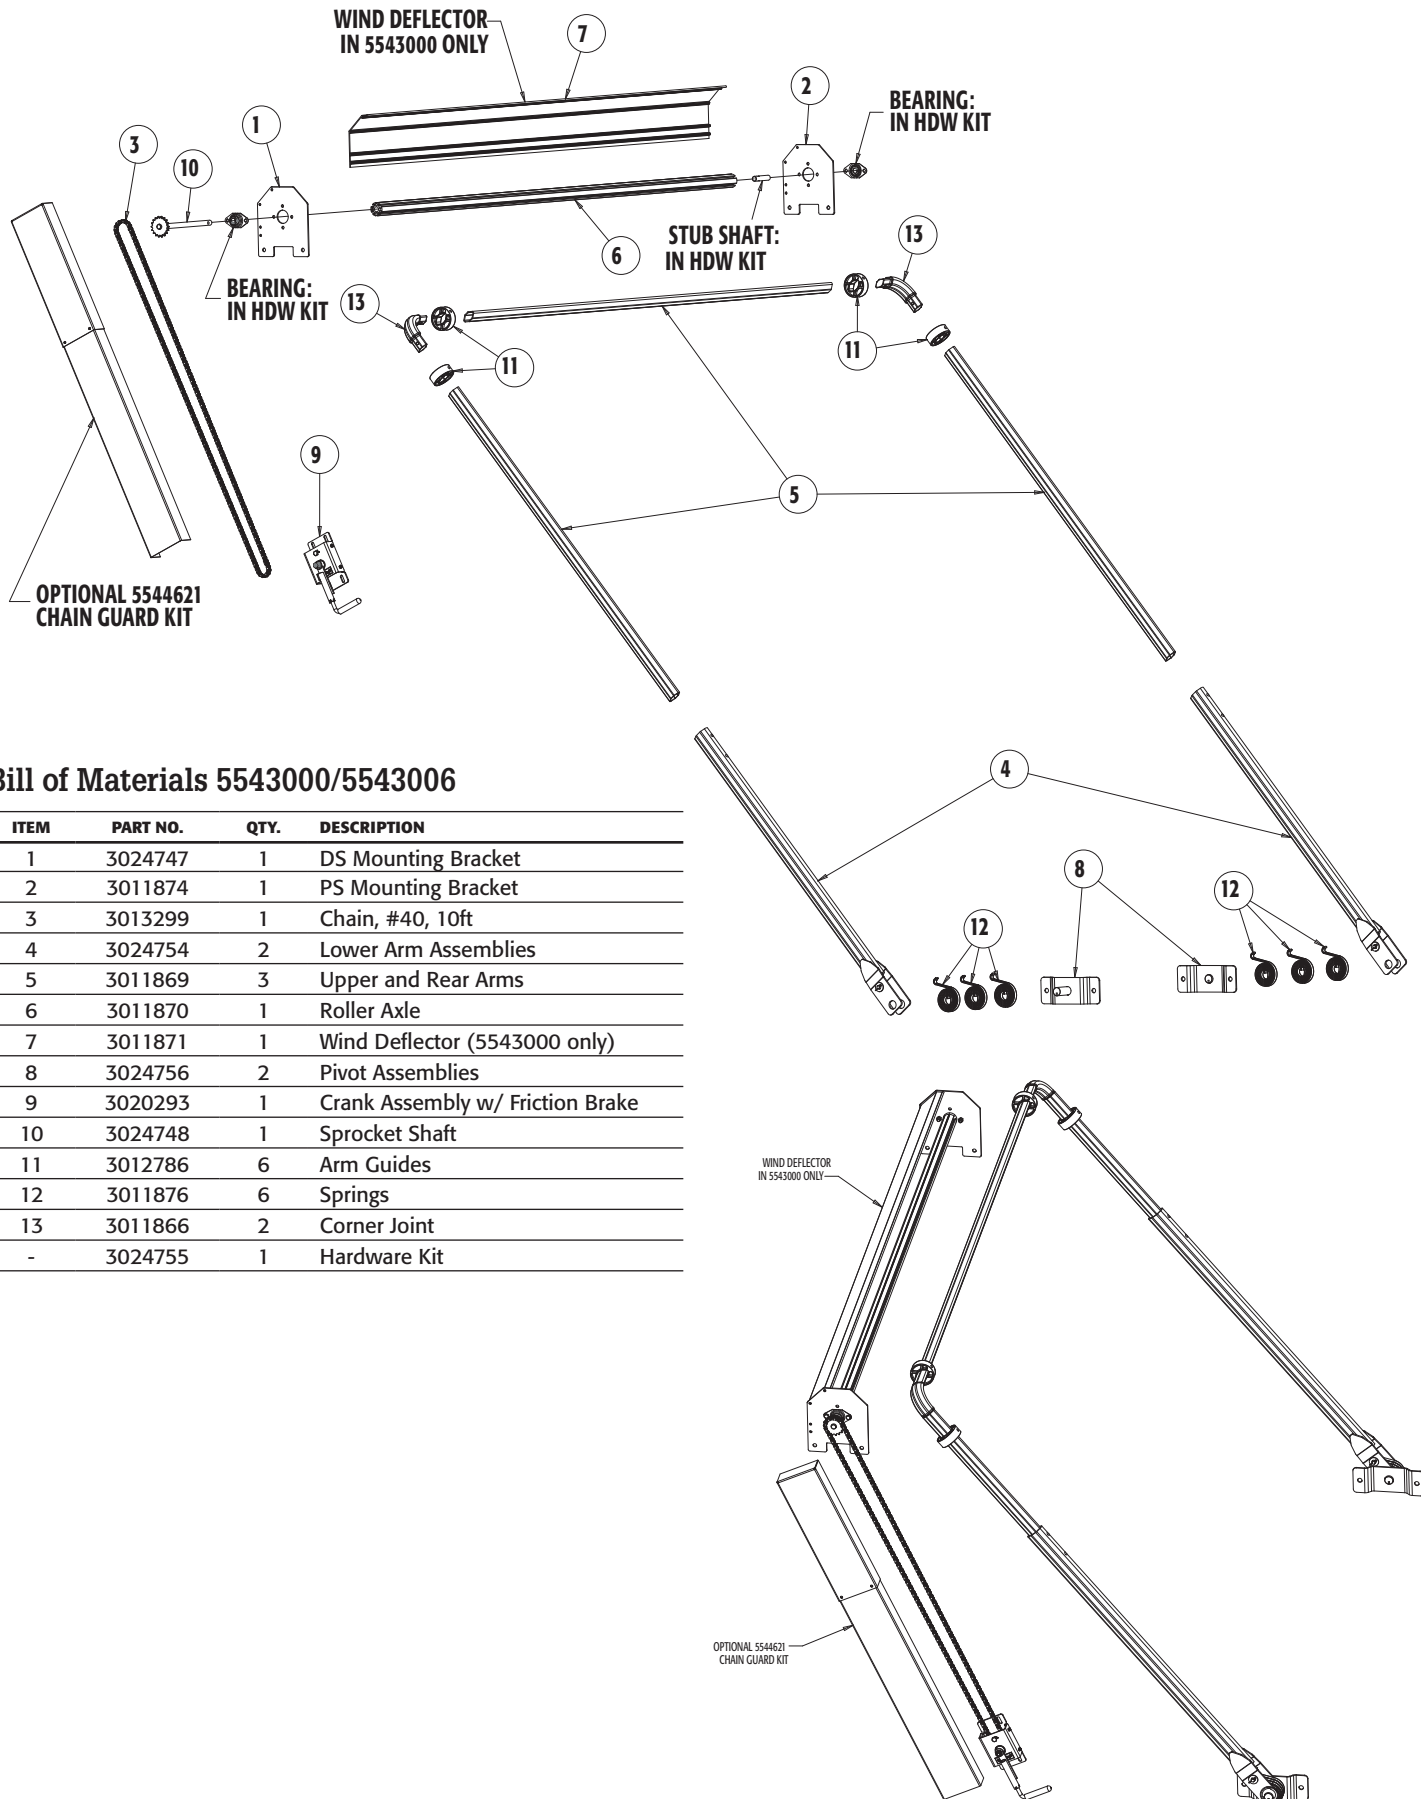 WIND DEFLECTOR
IN 5543000 ONLY
7
2
BEARING:
IN HDW KIT
1
3
10
6
STUB SHAFT:
IN HDW KIT
13
BEARING:
IN HDW KIT
13
11
11
9
5
OPTIONAL 5544621
CHAIN GUARD KIT
4
8
12
12
Bill of Materials 5543000/5543006
ITEM PART NO. QTY. DESCRIPTION
1 3024747 1 DS Mounting Bracket
2 3011874 1 PS Mounting Bracket
3 3013299 1 Chain, #40, 10ft
4 3024754 2 Lower Arm Assemblies
5 3011869 3 Upper and Rear Arms
6 3011870 1 Roller Axle
7 3011871 1 Wind Deflector (5543000 only)
8 3024756 2 Pivot Assemblies
9 3020293 1 Crank Assembly w/ Friction Brake
10 3024748 1 Sprocket Shaft
11 3012786 6 Arm Guides
12 3011876 6 Springs
13 3011866 2 Corner Joint
- 3024755 1 Hardware Kit
WIND DEFLECTOR
IN 5543000 ONLY
OPTIONAL 5544621
CHAIN GUARD KIT